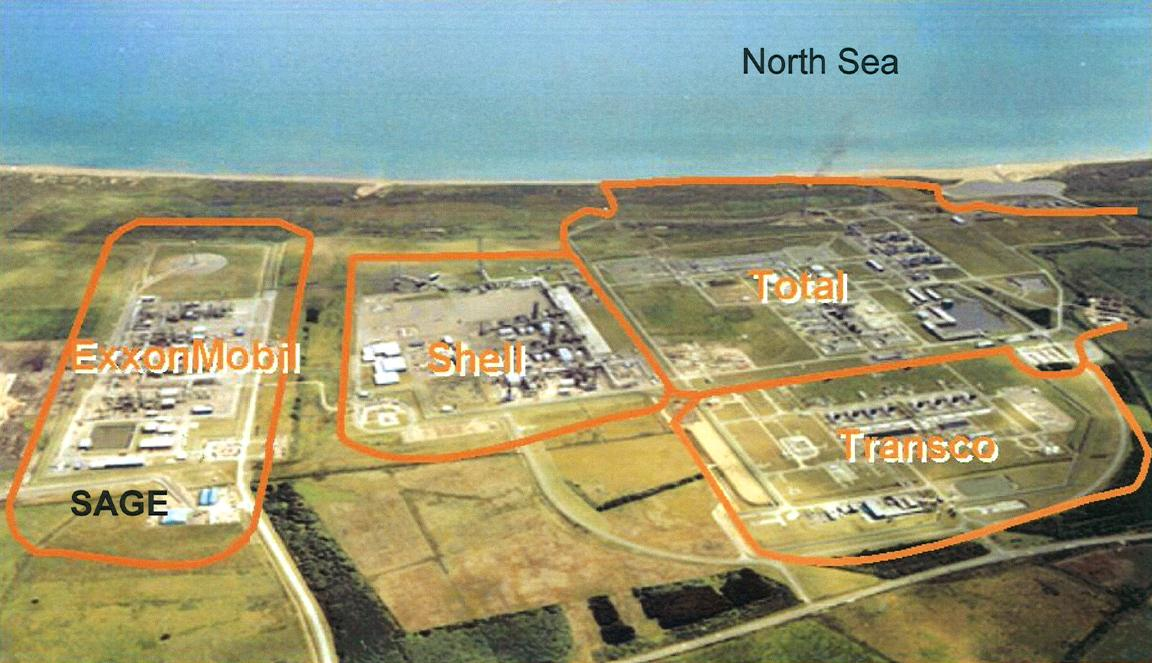 North Sea
Total
ExxonMobil
Shell
Transco
SAGE